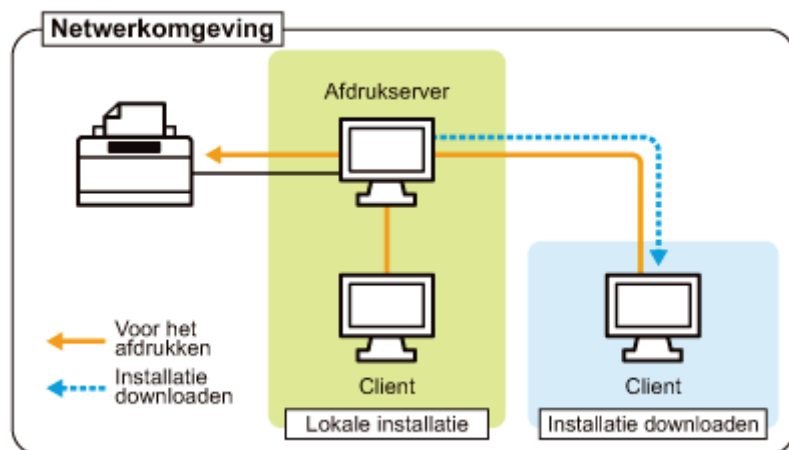 Netwerkomgeving
Afdrukserver
Voor het
afdrukken
Installatie
downloaden
Client
Lokale installatie
Client
Installatie downloaden